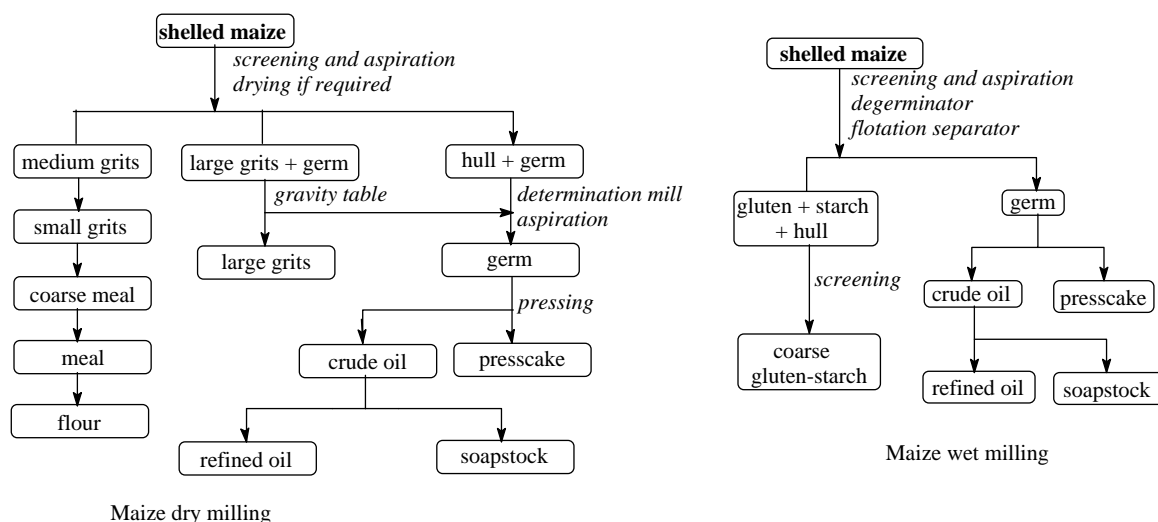 shelled maize
screening and aspiration
drying if required
medium grits
large grits + germ
hull + germ
gravity table
determination mill
aspiration
small grits
large grits
germ
coarse meal
pressing
meal
crude oil
presscake
flour
refined oil
soapstock
Maize dry milling
shelled maize
screening and aspiration
degerminator
flotation separator
gluten + starch
+ hull
germ
screening
crude oil
presscake
coarse
gluten-starch
refined oil
soapstock
Maize wet milling